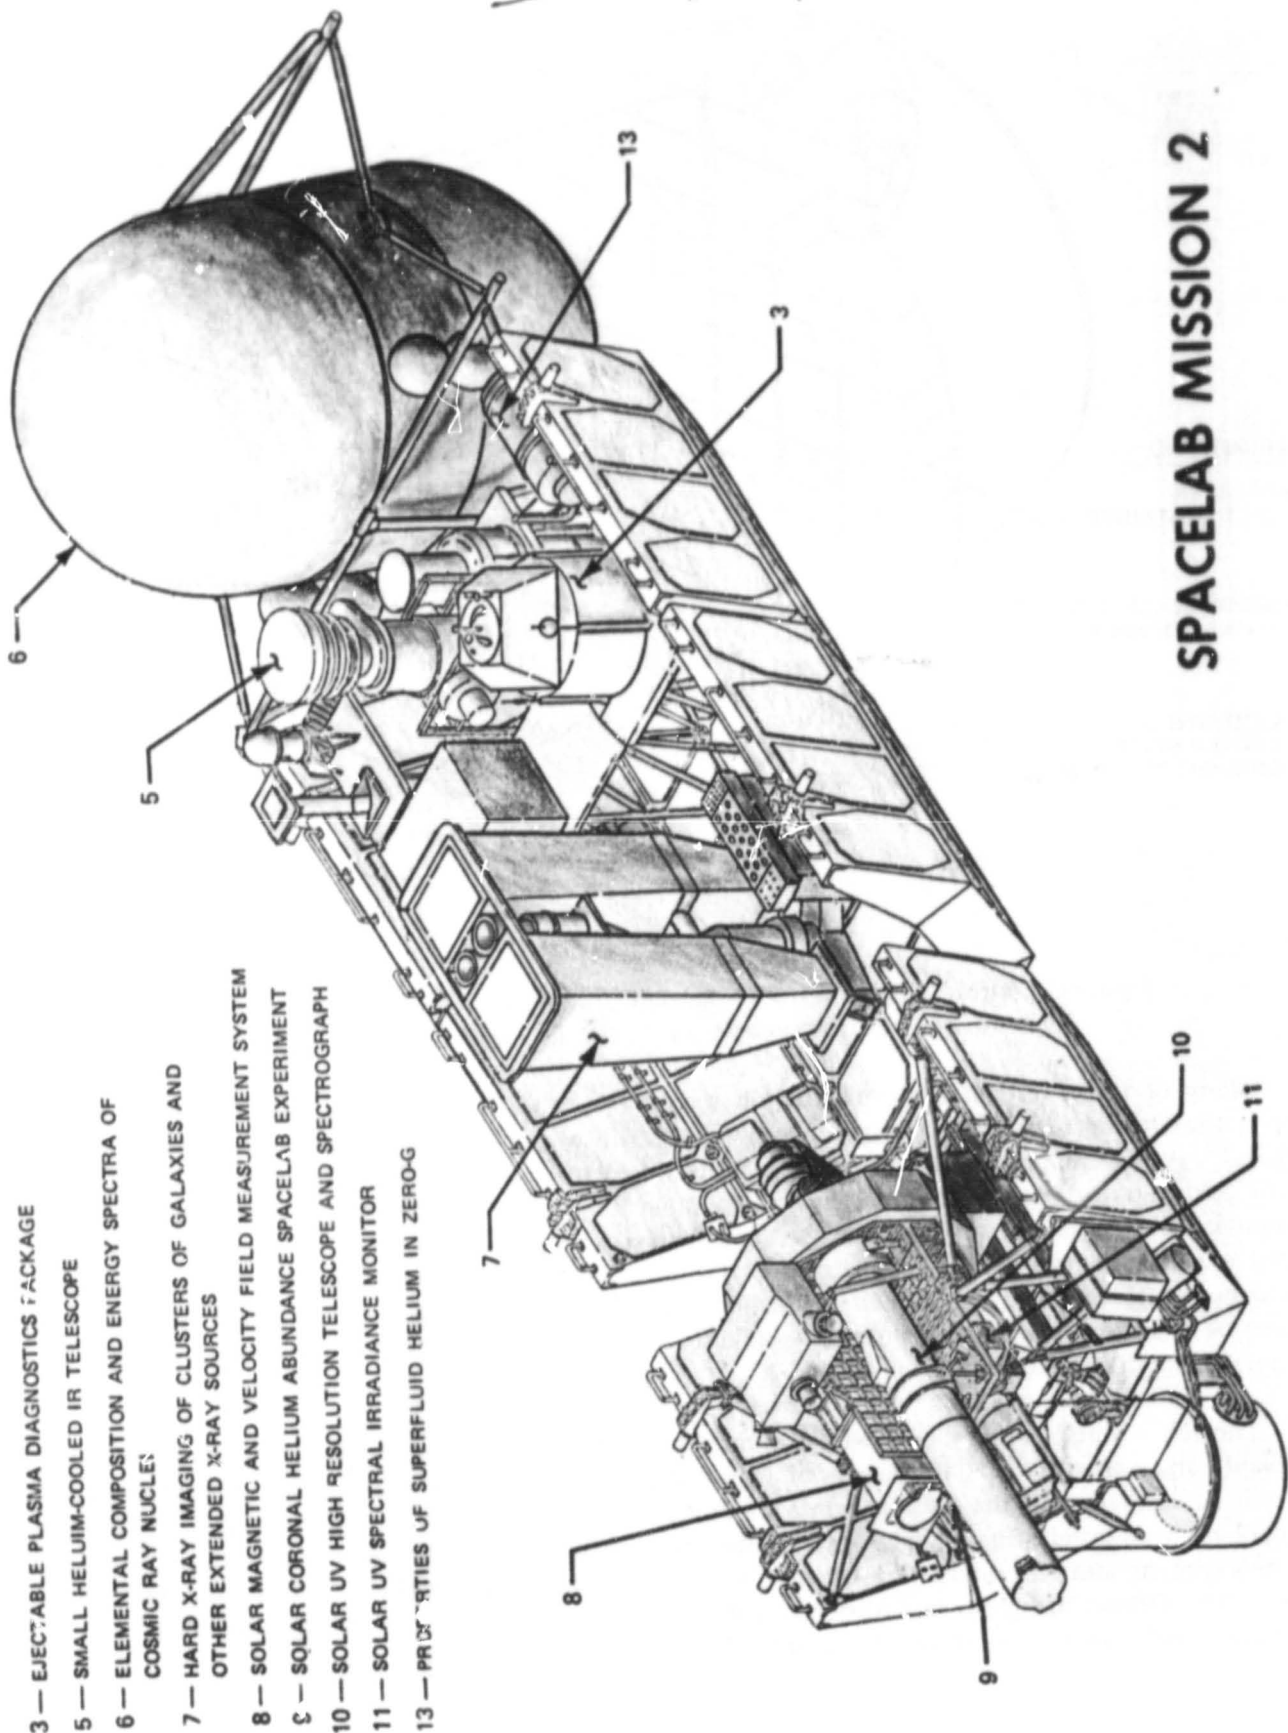 3 — EJECTABLE PLASMA DIAGNOSTICS PACKAGE
5 — SMALL HELUIM-COOLED IR TELESCOPE
6 — ELEMENTAL COMPOSITION AND ENERGY SPECTRA OF
COSMIC RAY NUCLEI
7 — HARD X-RAY IMAGING OF CLUSTERS OF GALAXIES AND
OTHER EXTENDED X-RAY SOURCES
8 — SOLAR MAGNETIC AND VELOCITY FIELD MEASUREMENT SYSTEM
9 — SOLAR CORONAL HELIUM ABUNDANCE SPACELAB EXPERIMENT
10 — SOLAR UV HIGH RESOLUTION TELESCOPE AND SPECTROGRAPH
11 — SOLAR UV SPECTRAL IRRADIANCE MONITOR
13 — PROPERTIES OF SUPERFLUID HELIUM IN ZERO-G
6
5
7
8
9
13
3
10
11
SPACELAB MISSION 2